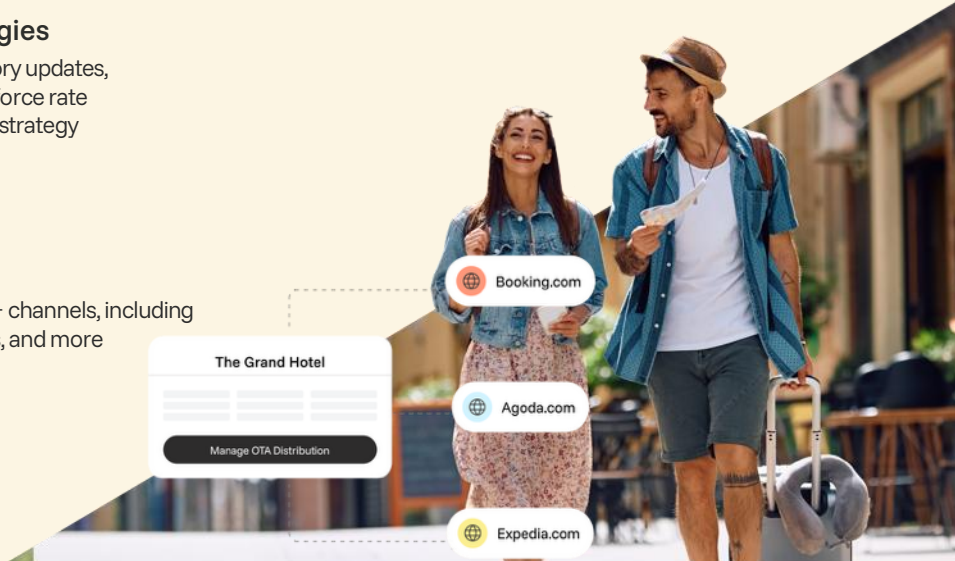 gies
ory updates,
force rate
strategy
channels, including
, and more
The Grand Hotel
Manage OTA Distribution
Booking.com
Agoda.com
Expedia.com